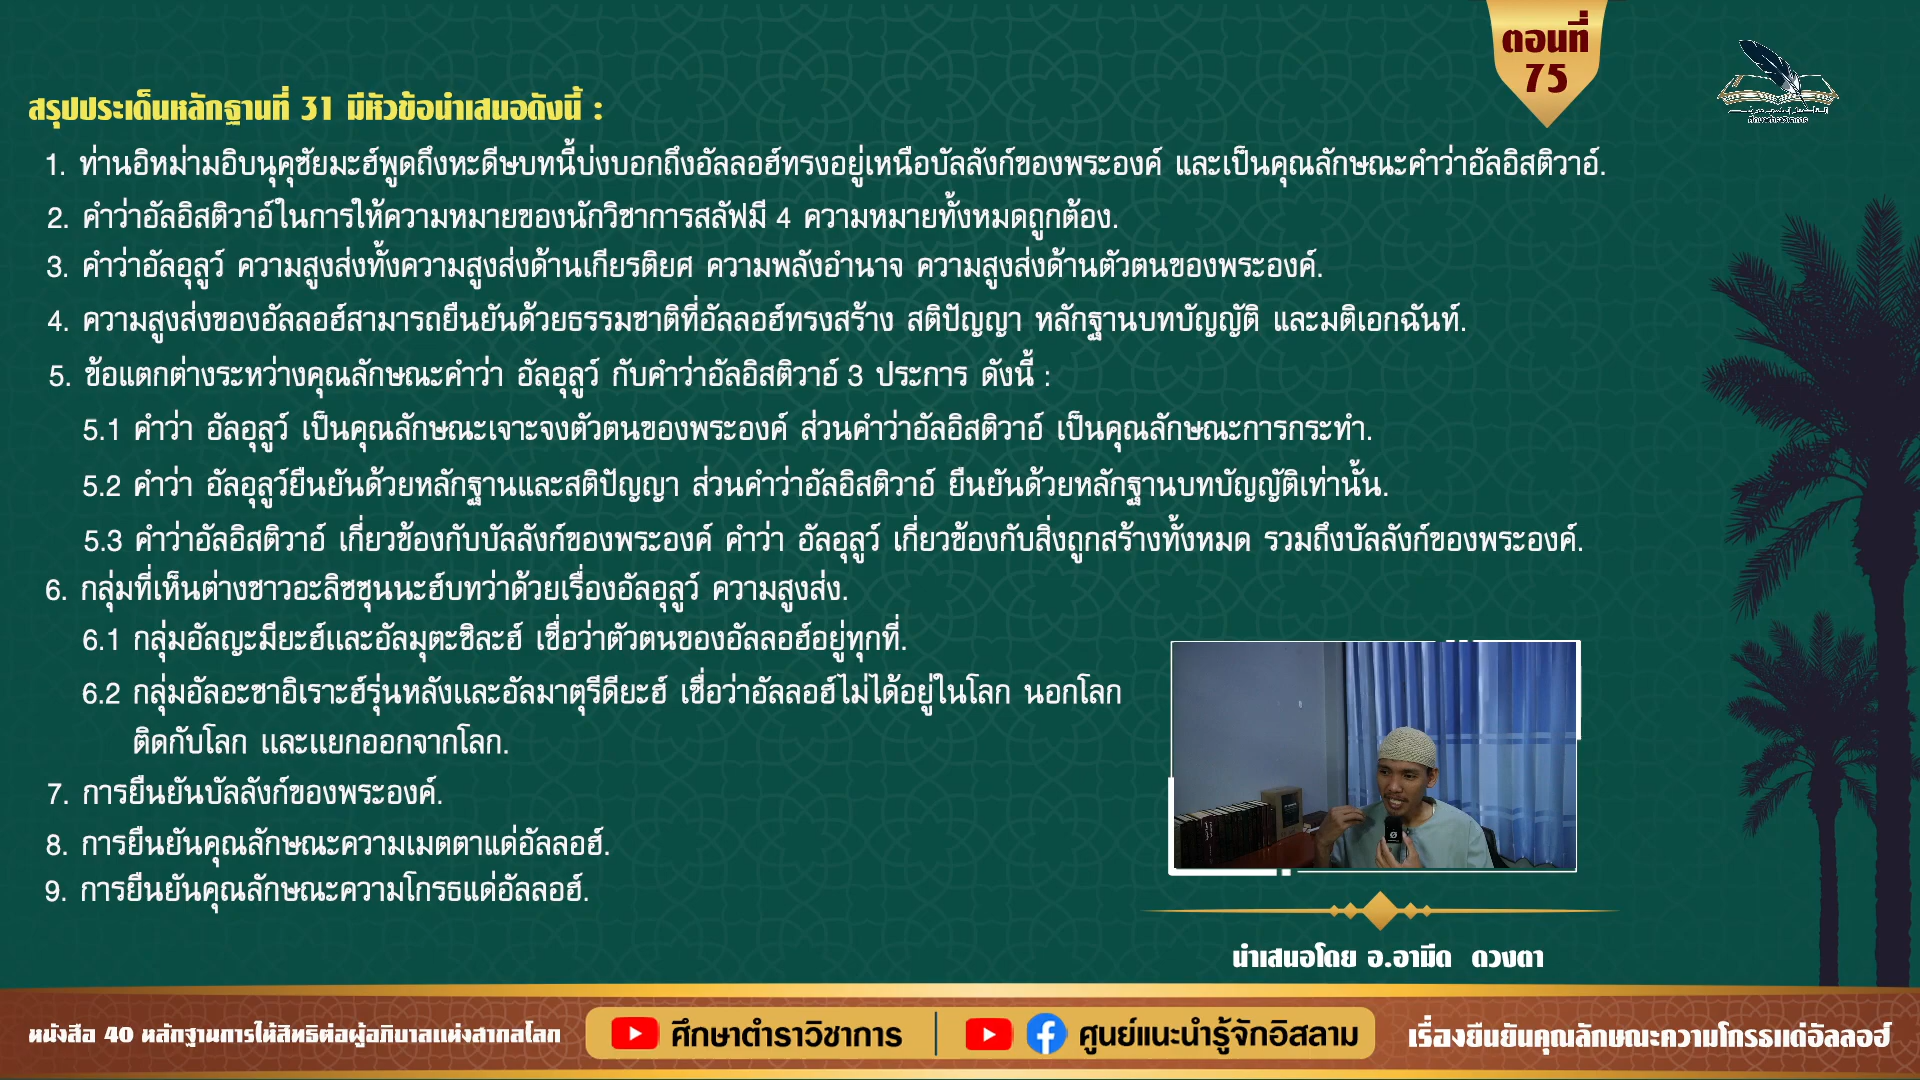 ตอนที่
75
สรุปประเด็นหลักฐานที่ 31 มีหัวข้อนำเสนอดังนี้ :
1. ท่านอิหม่ามอิบนุคุซัยมะฮ์พูดถึงหะดีษบทนี้บ่งบอกถึงอัลลอฮ์ทรงอยู่เหนือบัลลังก์ของพระองค์ และเป็นคุณลักษณะคำว่าอัลอิสติวาอ์.
2. คำว่าอัลอิสติวาอ์ในการให้ความหมายของนักวิชาการสลัฟมี 4 ความหมายทั้งหมดถูกต้อง.
3. คำว่าอัลอุลูว์ ความสูงส่งทั้งความสูงส่งด้านเกียรติยศ ความพลังอำนาจ ความสูงส่งด้านตัวตนของพระองค์.
4. ความสูงส่งของอัลลอฮ์สามารถยืนยันด้วยธรรมชาติที่อัลลอฮ์ทรงสร้าง สติปัญญา หลักฐานบทบัญญัติ และมติเอกฉันท์.
5. ข้อแตกต่างระหว่างคุณลักษณะคำว่า อัลอุลูว์ กับคำว่าอัลอิสติวาอ์ 3 ประการ ดังนี้ :
5.1 คำว่า อัลอุลูว์ เป็นคุณลักษณะเจาะจงตัวตนของพระองค์ ส่วนคำว่าอัลอิสติวาอ์ เป็นคุณลักษณะการกระทำ.
5.2 คำว่า อัลอุลูว์ยืนยันด้วยหลักฐานและสติปัญญา ส่วนคำว่าอัลอิสติวาอ์ ยืนยันด้วยหลักฐานบทบัญญัติเท่านั้น.
5.3 คำว่าอัลอิสติวาอ์ เกี่ยวข้องกับบัลลังก์ของพระองค์ คำว่า อัลอุลูว์ เกี่ยวข้องกับสิ่งถูกสร้างทั้งหมด รวมถึงบัลลังก์ของพระองค์.
6. กลุ่มที่เห็นต่างชาวอะลิซซุนนะฮ์บทว่าด้วยเรื่องอัลอุลูว์ ความสูงส่ง.
6.1 กลุ่มอัลญะมียะฮ์และอัลมุตะซิละฮ์ เชื่อว่าตัวตนของอัลลอฮ์อยู่ทุกที่.
6.2 กลุ่มอัลอะชาอิเราะฮ์รุ่นหลังและอัลมาตุรีดียะฮ์ เชื่อว่าอัลลอฮ์ไม่ได้อยู่ในโลก นอกโลก
ติดกับโลก และแยกออกจากโลก.
7. การยืนยันบัลลังก์ของพระองค์.
8. การยืนยันคุณลักษณะความเมตตาแด่อัลลอฮ์.
9. การยืนยันคุณลักษณะความโกรธแด่อัลลอฮ์.
นำเสนอโดย อ.อามีด ดวงตา
หนังสือ 40 หลักฐานการให้สิทธิต่อผู้อภิบาลแห่งสากลโลก
ศึกษาตำราวิชาการ
ศูนย์แนะนำรู้จักอิสลาม
เรื่องยืนยันคุณลักษณะความโกรธแด่อัลลอฮ์